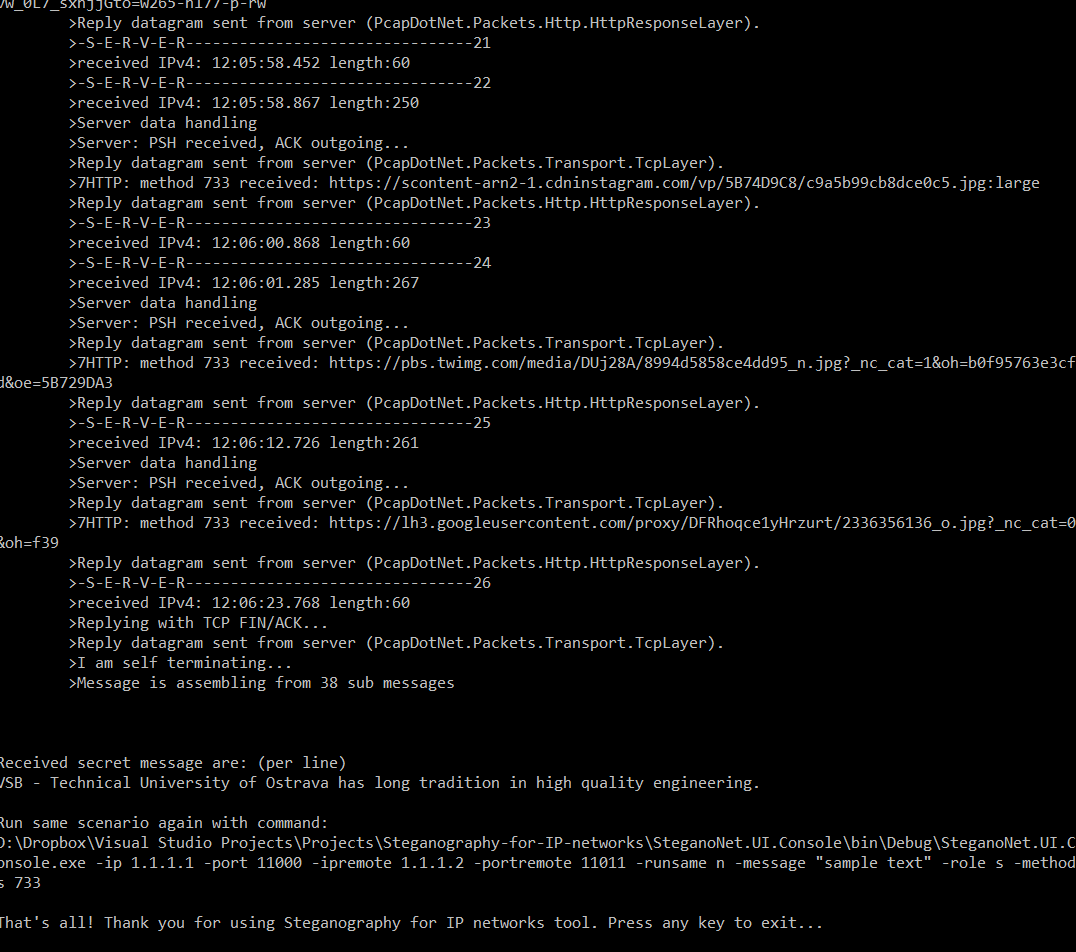 >Reply datagram sent from server (PcapDotNet.Packets.Http.HttpResponseLayer).
>-S-E-R-V-E-R--------------------------------21
>received IPv4: 12:05:58.452 length:60
>-S-E-R-V-E-R--------------------------------22
>received IPv4: 12:05:58.867 length:250
>Server data handling
>Server: PSH received, ACK outgoing...
>Reply datagram sent from server (PcapDotNet.Packets.Transport.TcpLayer).
>7HTTP: method 733 received: https://scontent-arn2-1.cdninstagram.com/vp/5B74D9C8/c9a5b99cb8dce0c5.jpg:large
>Reply datagram sent from server (PcapDotNet.Packets.Http.HttpResponseLayer).
>-S-E-R-V-E-R--------------------------------23
>received IPv4: 12:06:00.868 length:60
>-S-E-R-V-E-R--------------------------------24
>received IPv4: 12:06:01.285 length:267
>Server data handling
>Server: PSH received, ACK outgoing...
>Reply datagram sent from server (PcapDotNet.Packets.Transport.TcpLayer).
>7HTTP: method 733 received: https://pbs.twimg.com/media/DUj28A/8994d5858ce4dd95_n.jpg?_nc_cat=1&oh=b0f95763e3cf
d&oe=5B729DA3
>Reply datagram sent from server (PcapDotNet.Packets.Http.HttpResponseLayer).
>-S-E-R-V-E-R--------------------------------25
>received IPv4: 12:06:12.726 length:261
>Server data handling
>Server: PSH received, ACK outgoing...
>Reply datagram sent from server (PcapDotNet.Packets.Transport.TcpLayer).
>7HTTP: method 733 received: https://lh3.googleusercontent.com/proxy/DFRhoqce1yHrzurt/2336356136_o.jpg?_nc_cat=0
&oh=f39
>Reply datagram sent from server (PcapDotNet.Packets.Http.HttpResponseLayer).
>-S-E-R-V-E-R--------------------------------26
>received IPv4: 12:06:23.768 length:60
>Replying with TCP FIN/ACK...
>Reply datagram sent from server (PcapDotNet.Packets.Transport.TcpLayer).
>I am self terminating...
>Message is assembling from 38 sub messages
Received secret message are: (per line)
VSB - Technical University of Ostrava has long tradition in high quality engineering.
Run same scenario again with command:
D:\Dropbox\Visual Studio Projects\Projects\Steganography-for-IP-networks\SteganoNet.UI.Console\bin\Debug\SteganoNet.UI.C
onsole.exe -ip 1.1.1.1 -port 11000 -ipremote 1.1.1.2 -portremote 11011 -runsame n -message "sample text" -role s -method
s 733
That's all! Thank you for using Steganography for IP networks tool. Press any key to exit...